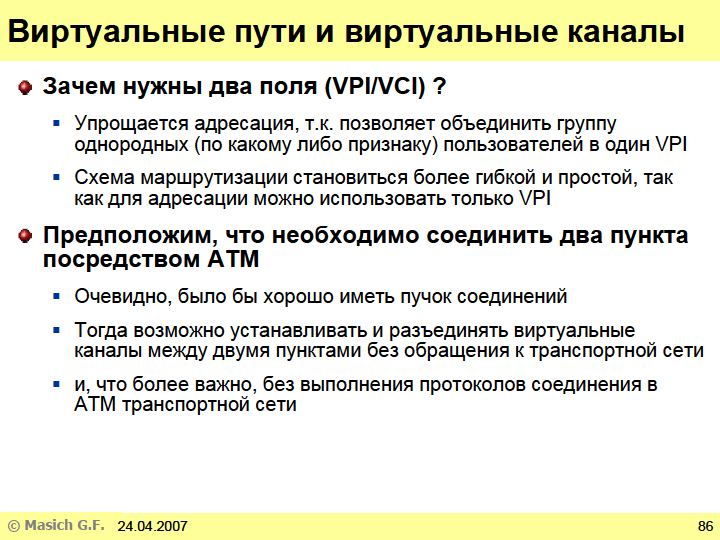 Виртуальные пути и виртуальные каналы
Зачем нужны два поля (VPI/VCI) ?
Упрощается адресация, т.к. позволяет объединить группу
однородных (по какому либо признаку) пользователей в один VPI
Схема маршрутизации становиться более гибкой и простой, так
как для адресации можно использовать только VPI
Предположим, что необходимо соединить два пункта
посредством АТМ
Очевидно, было бы хорошо иметь пучок соединений
Тогда возможно устанавливать и разъединять виртуальные
каналы между двумя пунктами без обращения к транспортной сети
и, что более важно, без выполнения протоколов соединения в
АТМ транспортной сети
© Masich G.F. 24.04.2007 86